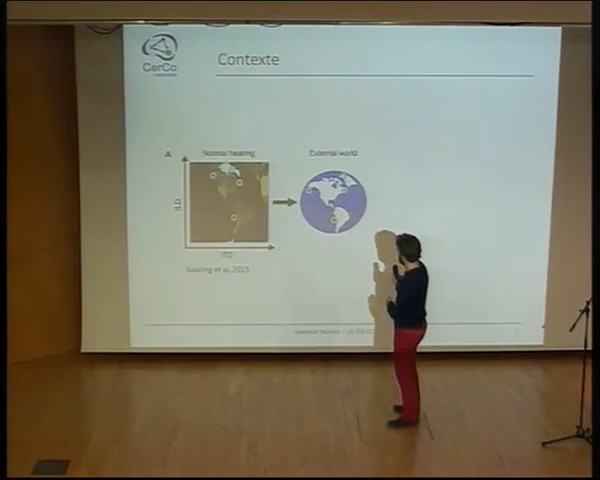 CerCo
Contexte
A
Normal hearing
External world
ILD
ITD
Keating et al, 2015